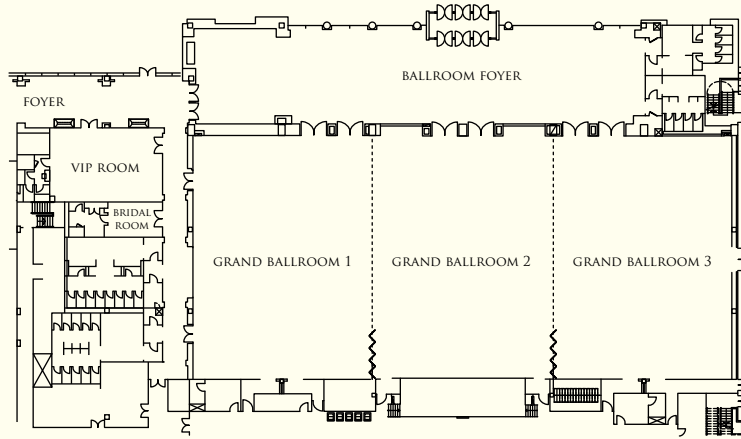 BALLROOM FOYER
FOYER
VIP ROOM
BRIDAL
ROOM
GRAND BALLROOM 1
GRAND BALLROOM 2
GRAND BALLROOM 3